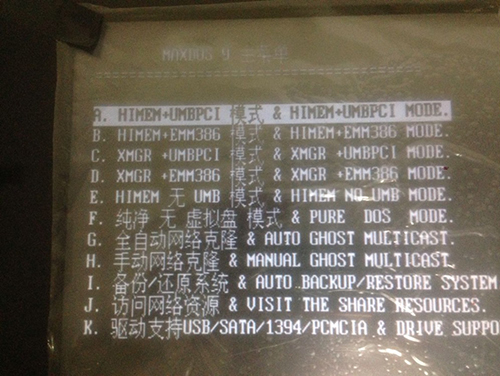 MAXDOS 9 主菜单
A. HIMEM+UMBPCI 模式 & HIMEM+UMBPCI MODE.
B. HIMEM+EMM386 模式 & HIMEM+EMM386 MODE.
C. XMGR +UMBPCI 模式 & XMGR +UMBPCI MODE.
D. XMGR +EMM386 模式 & XMGR +EMM386 MODE.
E. HIMEM 无 UMB 模式 & HIMEM NO UMB MODE.
F. 纯净 无 虚拟盘 模式 & PURE DOS MODE.
G. 全自动网络克隆 & AUTO GHOST MULTICAST.
H. 手动网络克隆 & MANUAL GHOST MULTICAST.
I. 备份/还原系统 & AUTO BACKUP/RESTORE SYSTEM
J. 访问网络资源 & VISIT THE SHARE RESOURCES.
K. 驱动支持USB/SATA/1394/PCMCIA & DRIVE SUPPO